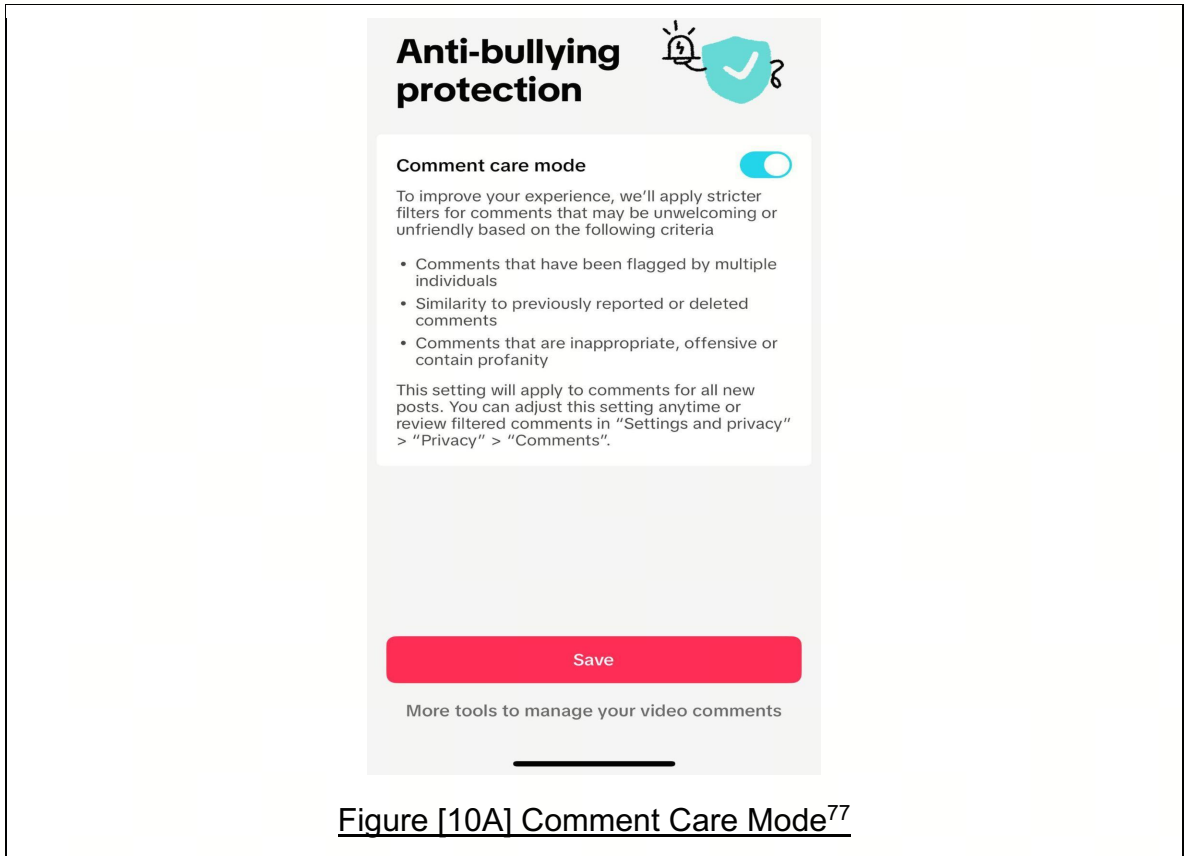 Anti-bullying
protection
Comment care mode
To improve your experience, we'll apply stricter
filters for comments that may be unwelcoming or
unfriendly based on the following criteria
• Comments that have been flagged by multiple
individuals
• Similarity to previously reported or deleted
comments
• Comments that are inappropriate, offensive or
contain profanity
This setting will apply to comments for all new
posts. You can adjust this setting anytime or
review filtered comments in “Settings and privacy”
> “Privacy” > “Comments”.
Save
More tools to manage your video comments
Figure [10A] Comment Care Mode77